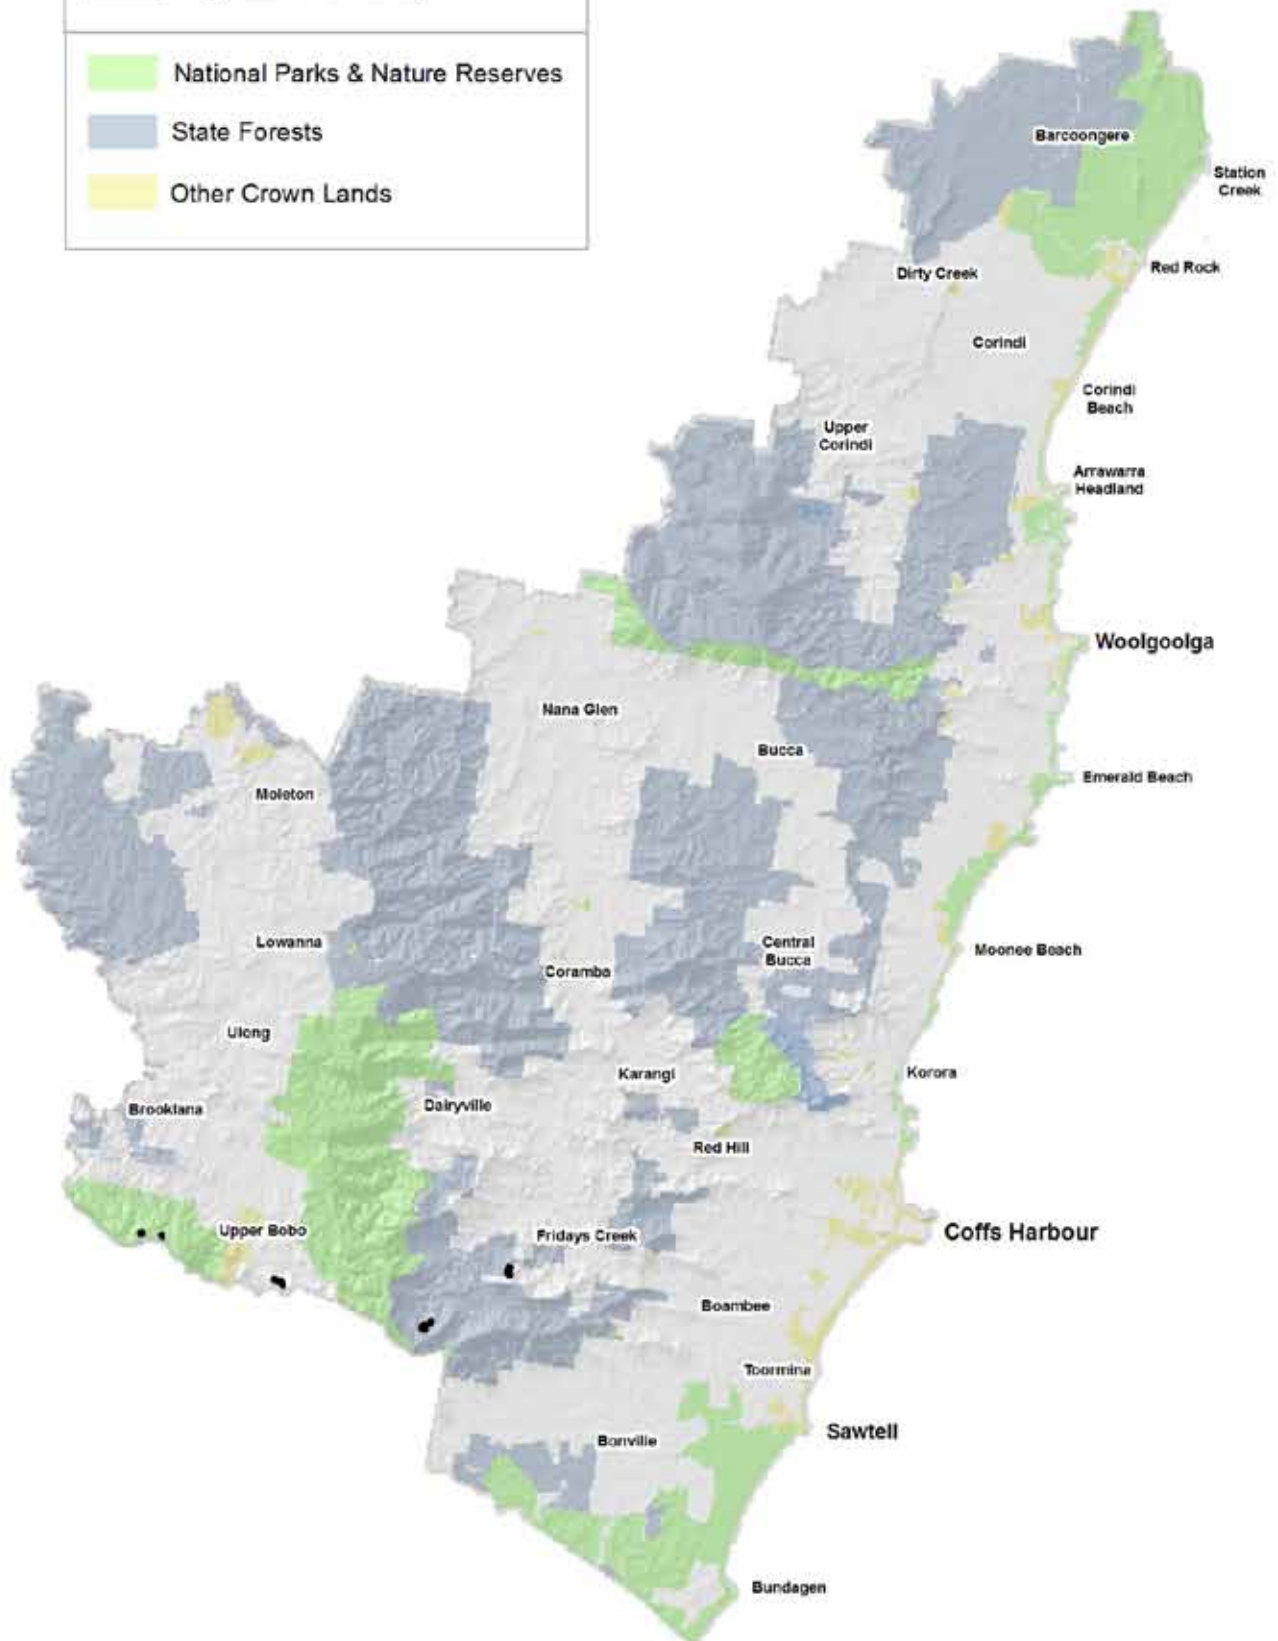 National Parks & Nature Reserves
State Forests
Other Crown Lands
Barcoongere
Station
Creek
Red Rock
Dirty Creek
Corindi
Corindi
Beach
Upper
Corindi
Arrawarra
Headland
Woolgoolga
Nana Glen
Bucca
Emerald Beach
Moleton
Lowanna
Central
Bucca
Moonee Beach
Coramba
Ulong
Karangi
Korora
Brooklana
Dairyville
Red Hill
Upper Bobo
Fridays Creek
Coffs Harbour
Boambee
Toormina
Sawtell
Bonville
Bundagen